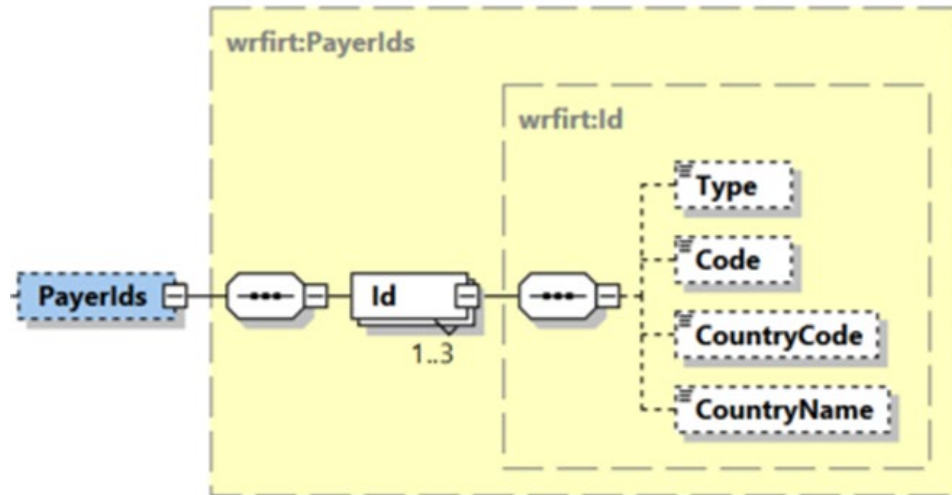 wrfirt:PayerIds
wrfirt:Id
Type
Code
PayerIds
Id
1..3
CountryCode
CountryName